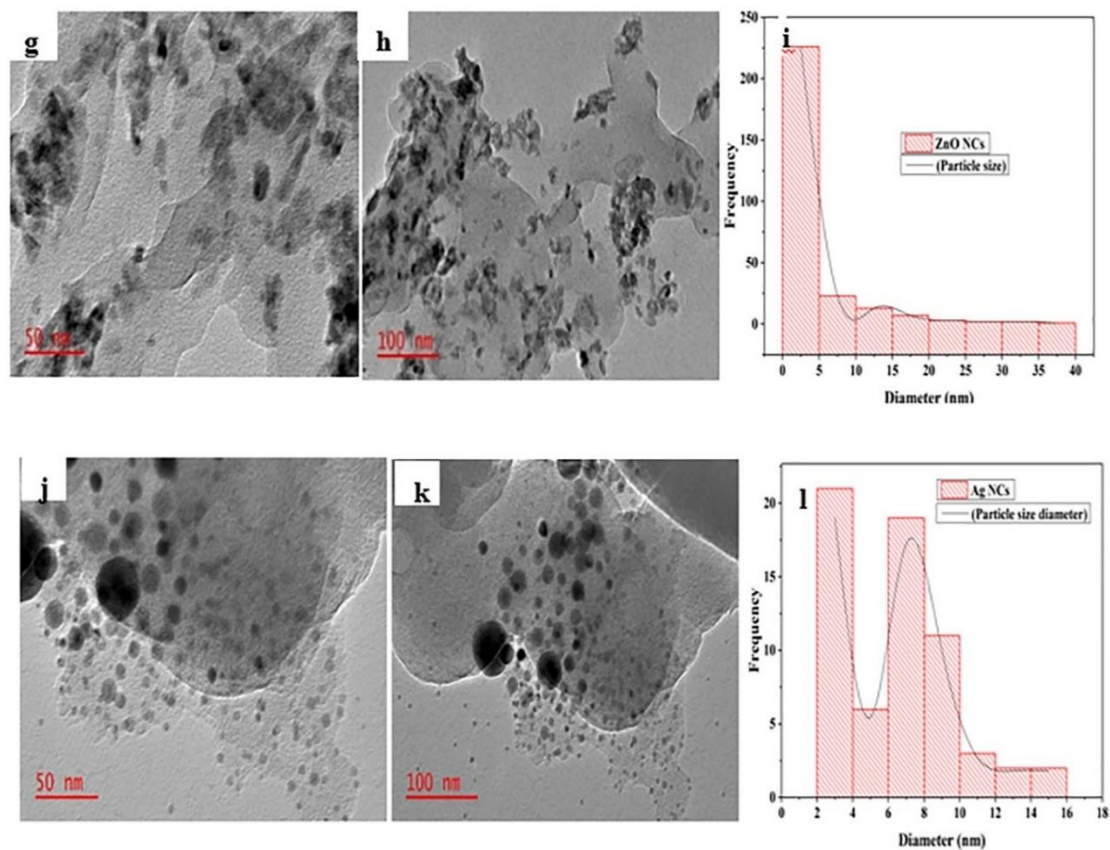 g
50 nm
h
100 nm
i
250
200
150
100
50
0
Frequency
ZnO NCs
(Particle size)
0 5 10 15 20 25 30 35 40
Diameter (nm)
j
50 nm
k
100 nm
l
20
15
10
5
0
Frequency
Ag NCs
(Particle size diameter)
2 4 6 8 10 12 14 16 18
Diameter (nm)